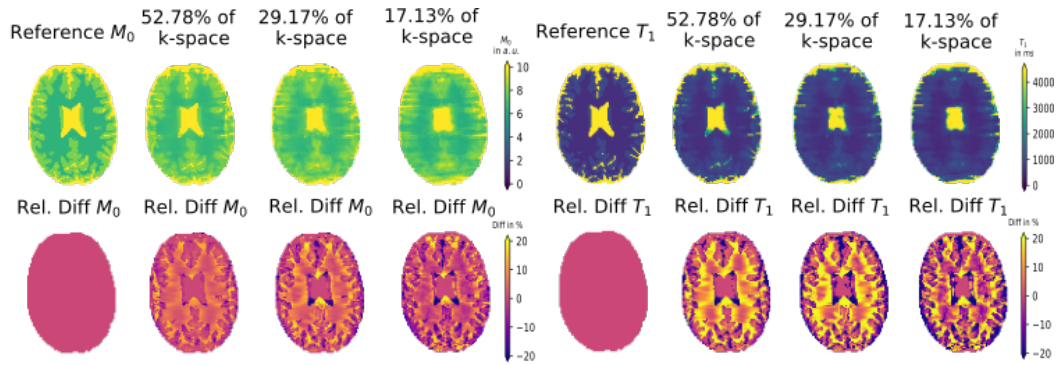 Reference M₀
52.78% of
k-space
29.17% of
k-space
17.13% of
k-space
M₀
in a.u.
10
8
6
4
2
0
Reference T₁
52.78% of
k-space
29.17% of
k-space
17.13% of
k-space
T₁
in ms
4000
3000
2000
1000
0
Rel. Diff M₀
Rel. Diff M₀
Rel. Diff M₀
Rel. Diff M₀
Diff in %
20
10
0
−10
−20
Rel. Diff T₁
Rel. Diff T₁
Rel. Diff T₁
Rel. Diff T₁
Diff in %
20
10
0
−10
−20